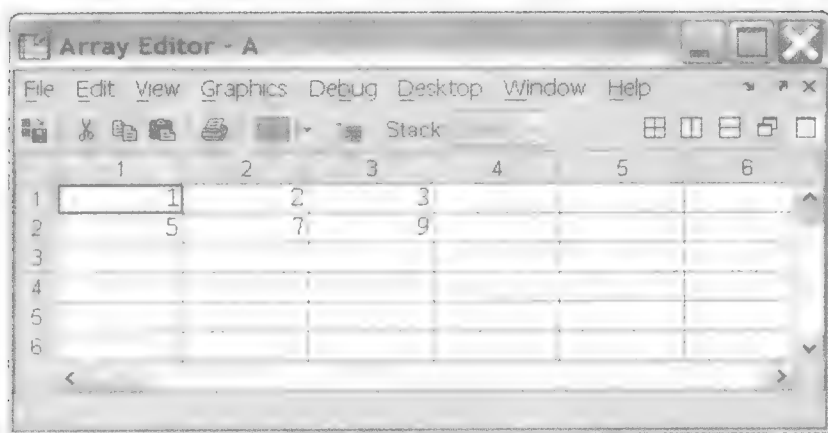 Array Editor - A
File Edit View Graphics Debug Desktop Window Help
Stack
1 2 3 4 5 6
1 1 2 3
2 5 7 9
3
4
5
6